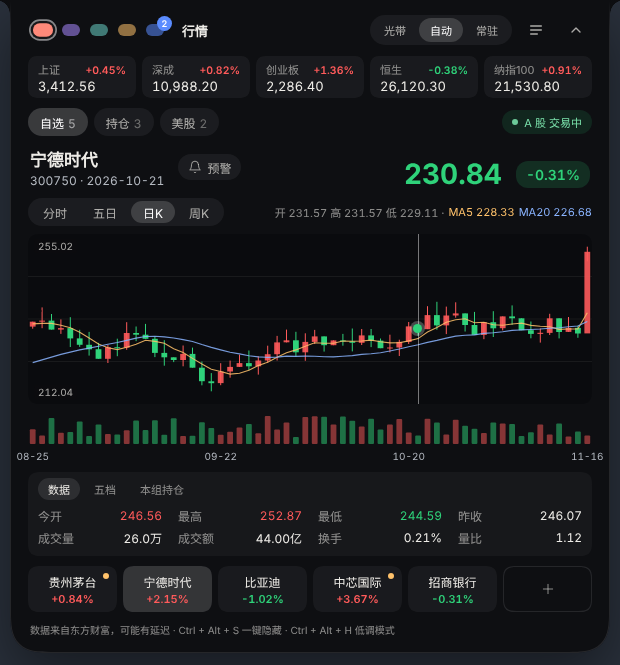 2 行情 光带 自动 常驻
上证 +0.45% 深成 +0.82% 创业板 +1.36% 恒生 -0.38% 纳指100 +0.91%
3,412.56 10,988.20 2,286.40 26,120.30 21,530.80
自选 5 持仓 3 美股 2 A 股 交易中
宁德时代 预警 230.84 -0.31%
300750 · 2026-10-21
分时 五日 日K 周K 开 231.57 高 231.57 低 229.11 · MA5 228.33 MA20 226.68
255.02
212.04
08-25 09-22 10-20 11-16
数据 五档 本组持仓
今开 246.56 最高 252.87 最低 244.59 昨收 246.07
成交量 26.0万 成交额 44.00亿 换手 0.21% 量比 1.12
贵州茅台 宁德时代 比亚迪 中芯国际 招商银行 +
+0.84% +2.15% -1.02% +3.67% -0.31%
数据来自东方财富，可能有延迟 · Ctrl + Alt + S 一键隐藏 · Ctrl + Alt + H 低调模式